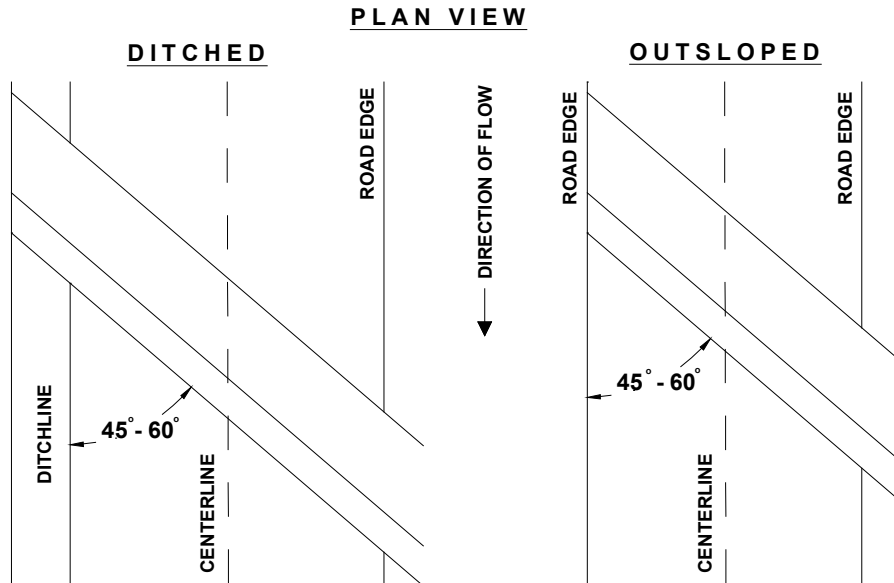 PLAN VIEW
DITCHED
OUTSLOPED
ROAD EDGE
DIRECTION OF FLOW
ROAD EDGE
ROAD EDGE
45° - 60°
45° - 60°
DITCHLINE
CENTERLINE
CENTERLINE